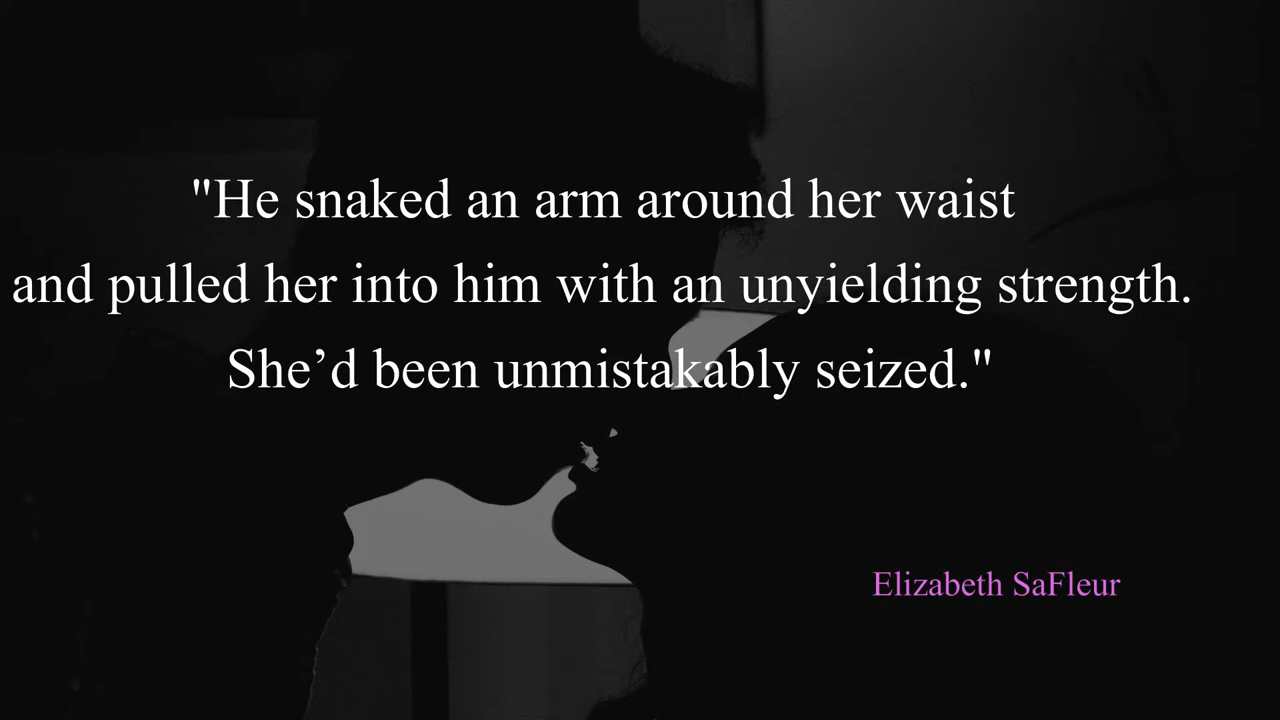 "He snaked an arm around her waist
and pulled her into him with an unyielding strength.
She’d been unmistakably seized."
Elizabeth SaFleur